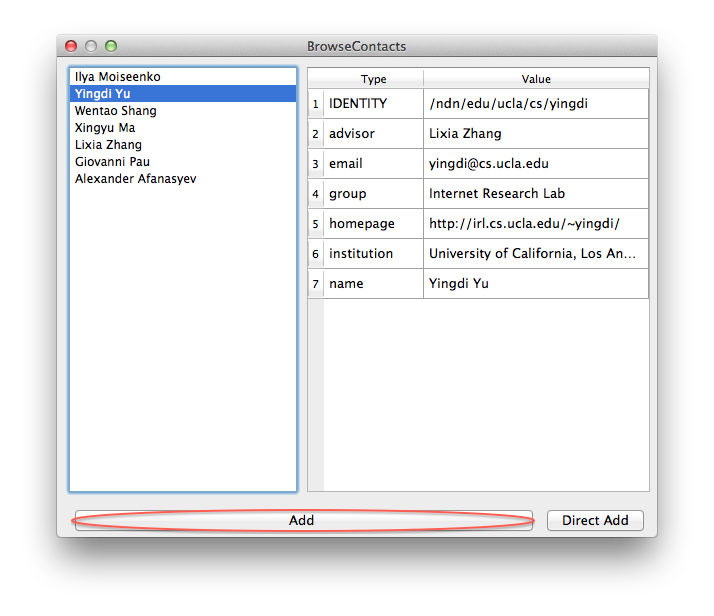 BrowseContacts
Ilya Moiseenko
Yingdi Yu
Wentao Shang
Xingyu Ma
Lixia Zhang
Giovanni Pau
Alexander Afanasyev
Type Value
1 IDENTITY /ndn/edu/ucla/cs/yingdi
2 advisor Lixia Zhang
3 email yingdi@cs.ucla.edu
4 group Internet Research Lab
5 homepage http://irl.cs.ucla.edu/~yingdi/
6 institution University of California, Los An...
7 name Yingdi Yu
Add Direct Add